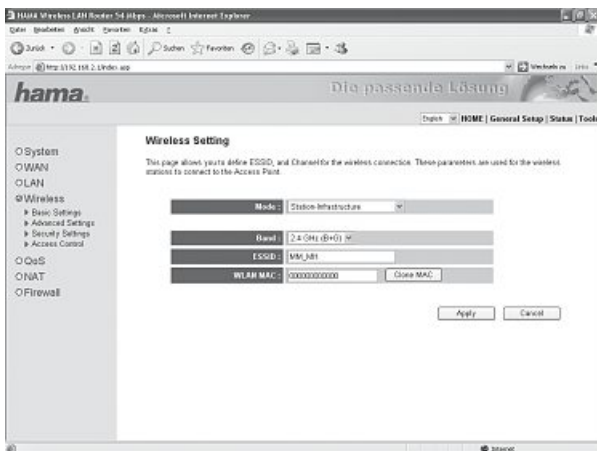 HAMA Wireless LAN Router 54 Mbps - Microsoft Internet Explorer
Datei Bearbeiten Ansicht Favoriten Extras ?
Zurück Suchen Favoriten
Adresse Wechseln zu Links
hama.
Die passende Lösung
English HOME | General Setup | Status | Tools
System
WAN
LAN
Wireless
Basic Settings
Advanced Settings
Security Settings
Access Control
QoS
NAT
Firewall
Wireless Setting
This page allows you to define ESSID, and Channel for the wireless connection. These parameters are used for the wireless
stations to connect to the Access Point.
Mode : Station-Infrastructure
Band : 2.4 GHz (B+G)
ESSID : MM_MH
WLAN MAC : 000000000000 Clone MAC
Apply Cancel
Internet